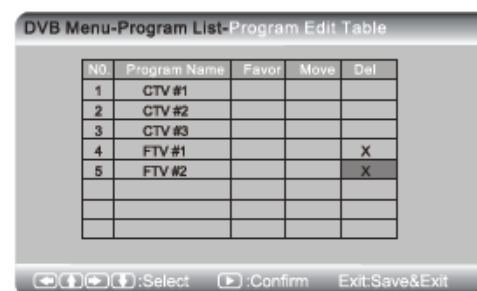 DVB Menu-Program List-Program Edit Table
N0. Program Name Favor Move Del
1 CTV #1
2 CTV #2
3 CTV #3
4 FTV #1 X
5 FTV #2 X
:Select :Confirm Exit:Save&Exit